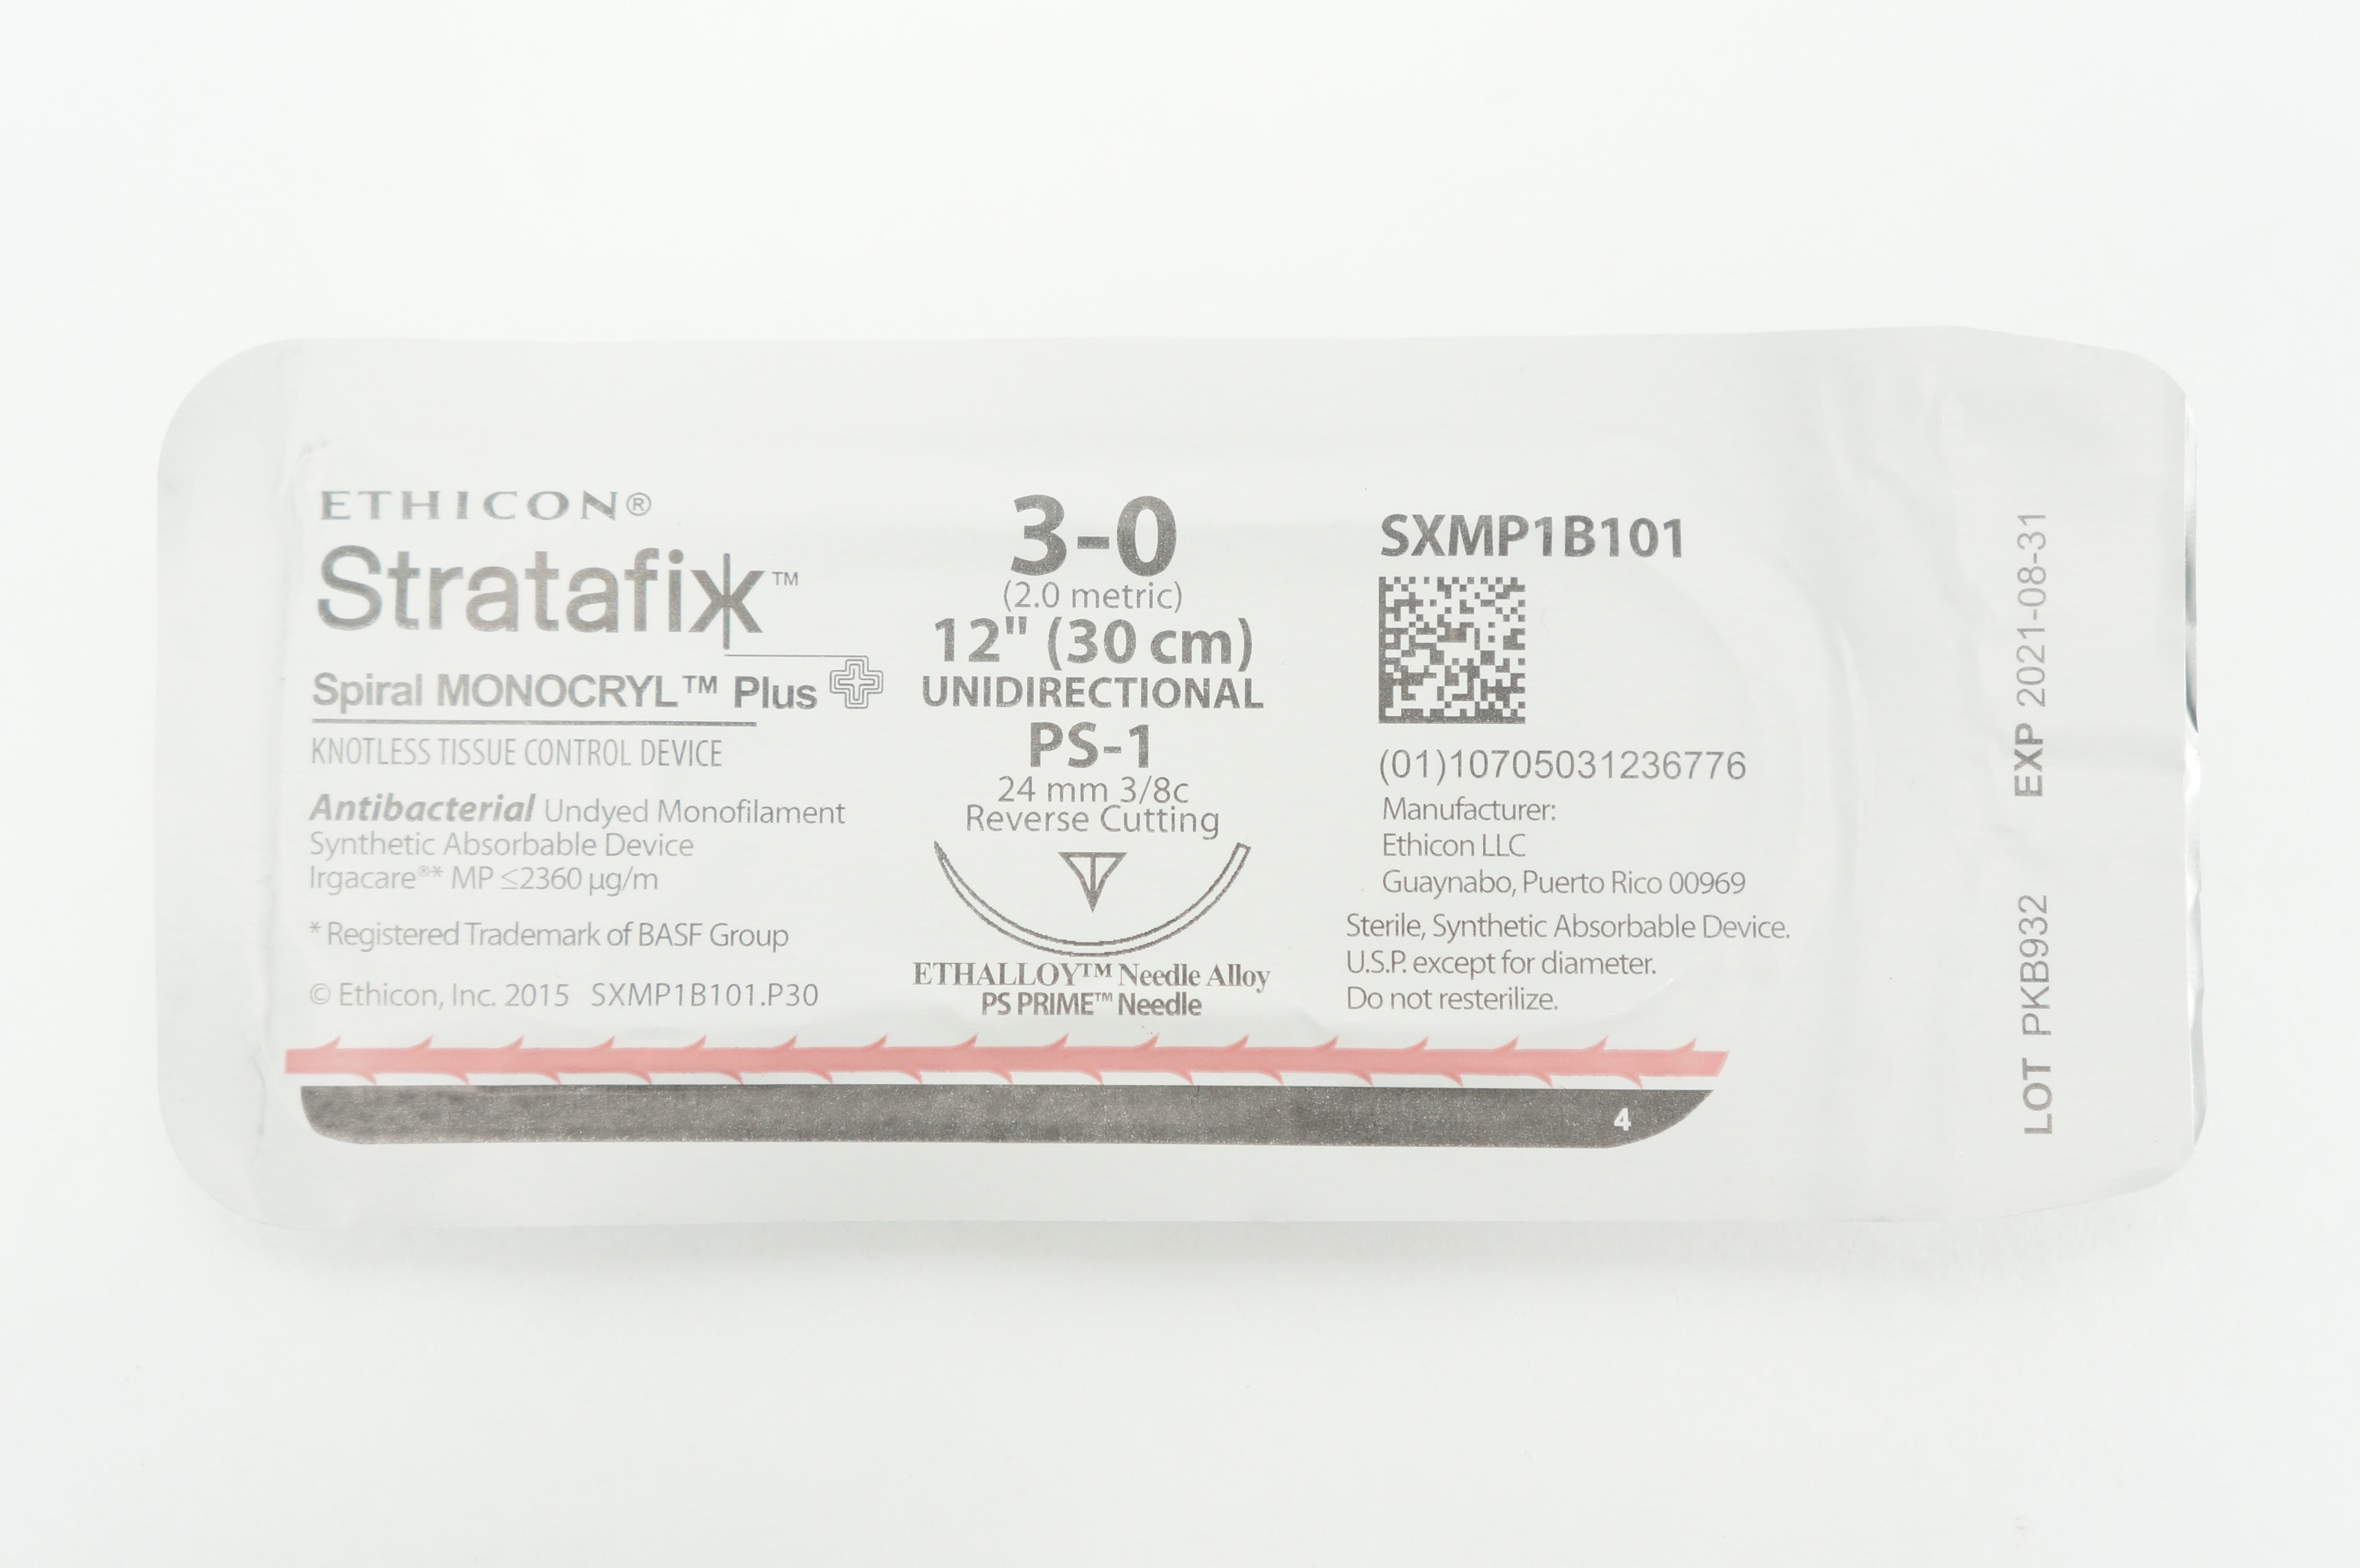 ETHICON®
Stratafix™
Spiral MONOCRYL™ Plus
KNOTLESS TISSUE CONTROL DEVICE
Antibacterial Undyed Monofilament
Synthetic Absorbable Device
Irgacare®* MP ≤2360 µg/m
* Registered Trademark of BASF Group
© Ethicon, Inc. 2015 SXMP1B101.P30
3-0
(2.0 metric)
12" (30 cm)
UNIDIRECTIONAL
PS-1
24 mm 3/8c
Reverse Cutting
ETHALLOY™ Needle Alloy
PS PRIME™ Needle
SXMP1B101
(01)10705031236776
Manufacturer:
Ethicon LLC
Guaynabo, Puerto Rico 00969
Sterile, Synthetic Absorbable Device.
U.S.P. except for diameter.
Do not resterilize.
4
LOT PKB932 EXP 2021-08-31